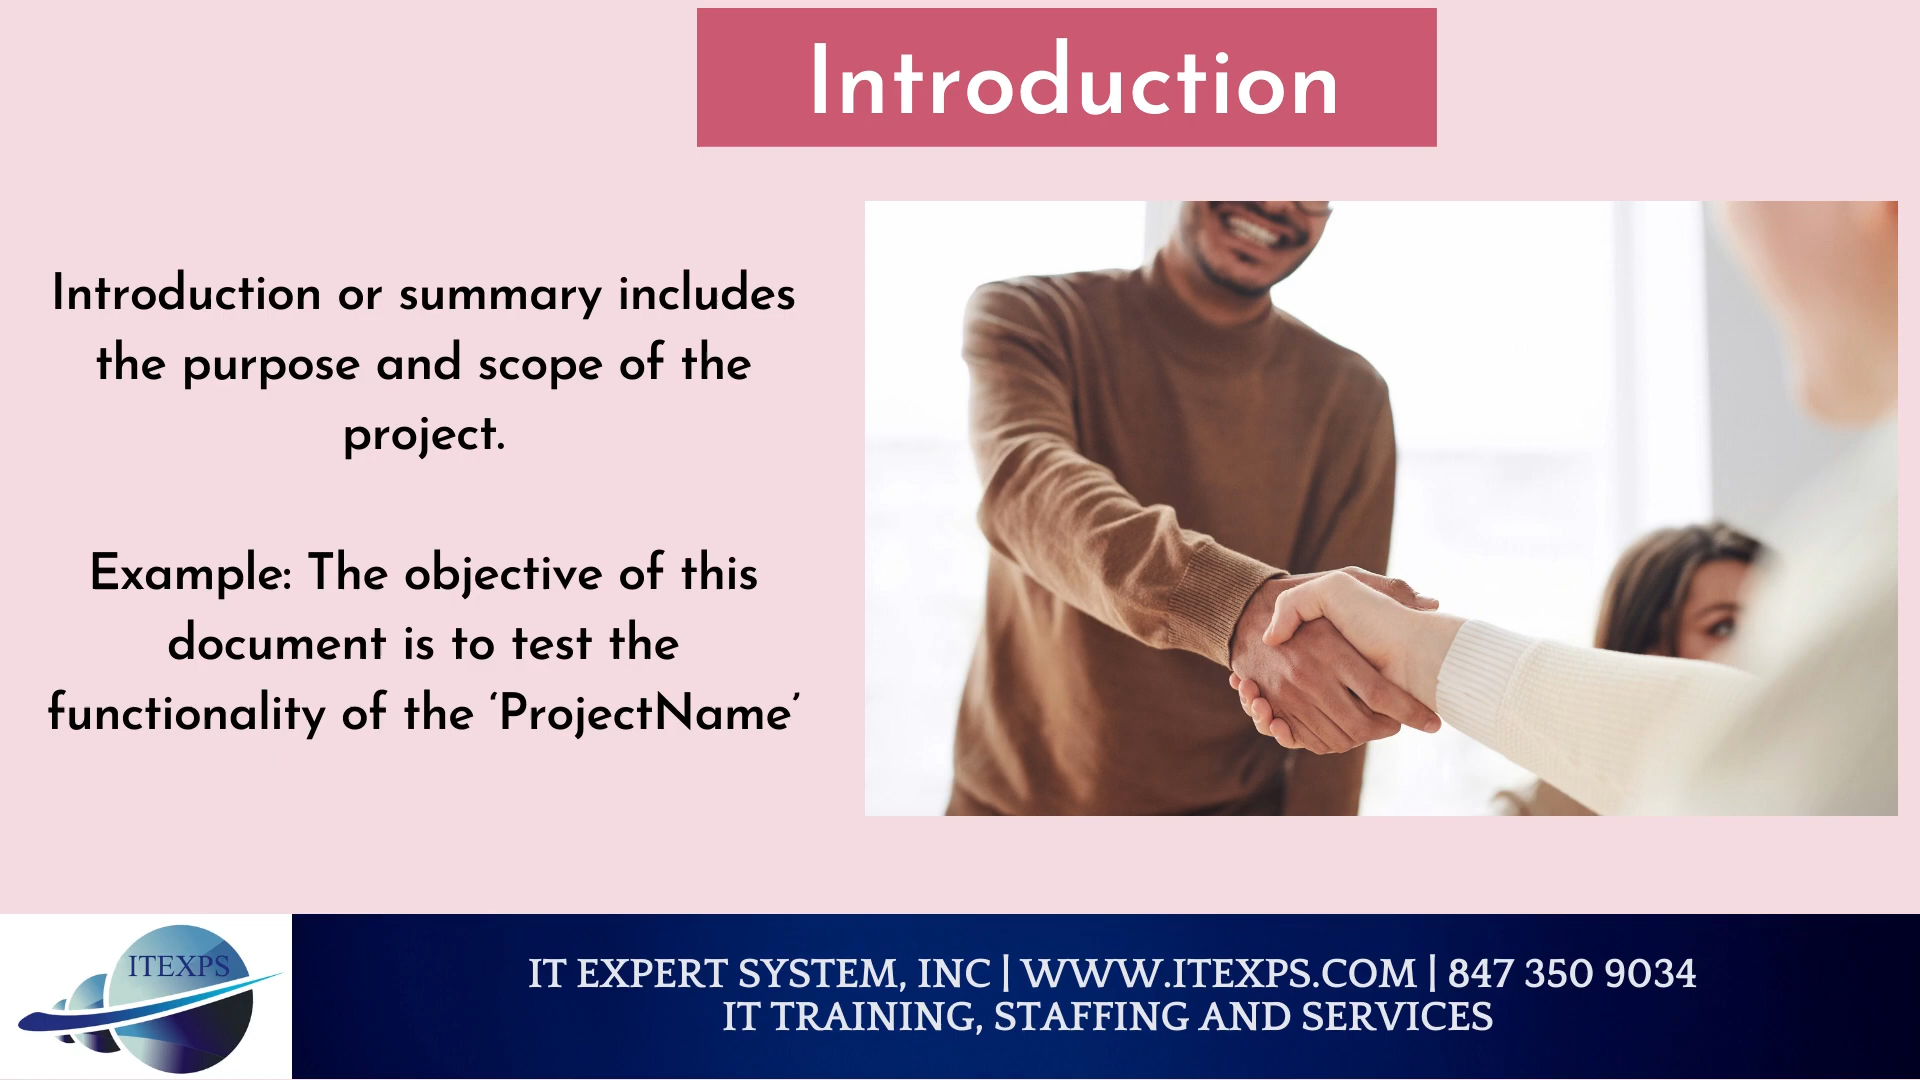 Introduction
Introduction or summary includes
the purpose and scope of the
project.
Example: The objective of this
document is to test the
functionality of the ‘ProjectName’
ITEXPS
IT EXPERT SYSTEM, INC | WWW.ITEXPS.COM | 847 350 9034
IT TRAINING, STAFFING AND SERVICES